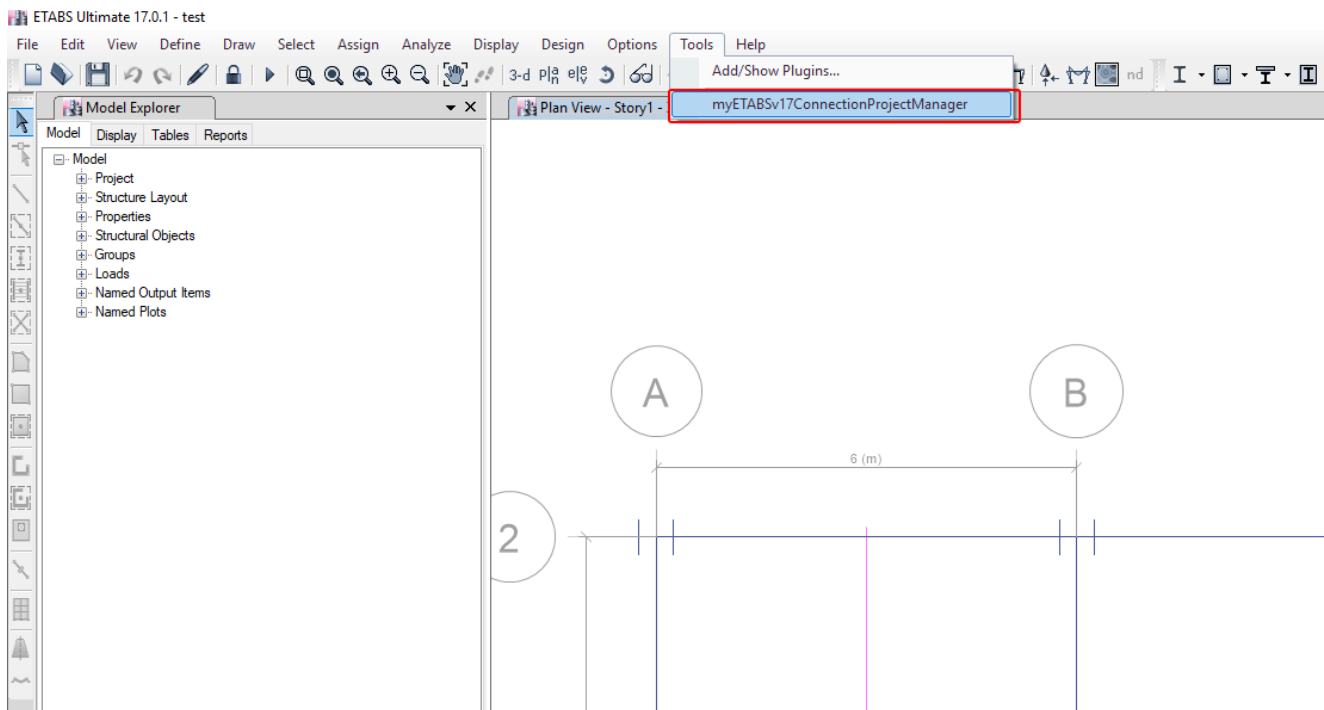 ETABS Ultimate 17.0.1 - test
File Edit View Define Draw Select Assign Analyze Display Design Options Tools Help
3-d nd
Add/Show Plugins...
myETABSv17ConnectionProjectManager
Model Explorer
Plan View - Story1 -
Model Display Tables Reports
Model
Project
Structure Layout
Properties
Structural Objects
Groups
Loads
Named Output Items
Named Plots
A B
6 (m)
2